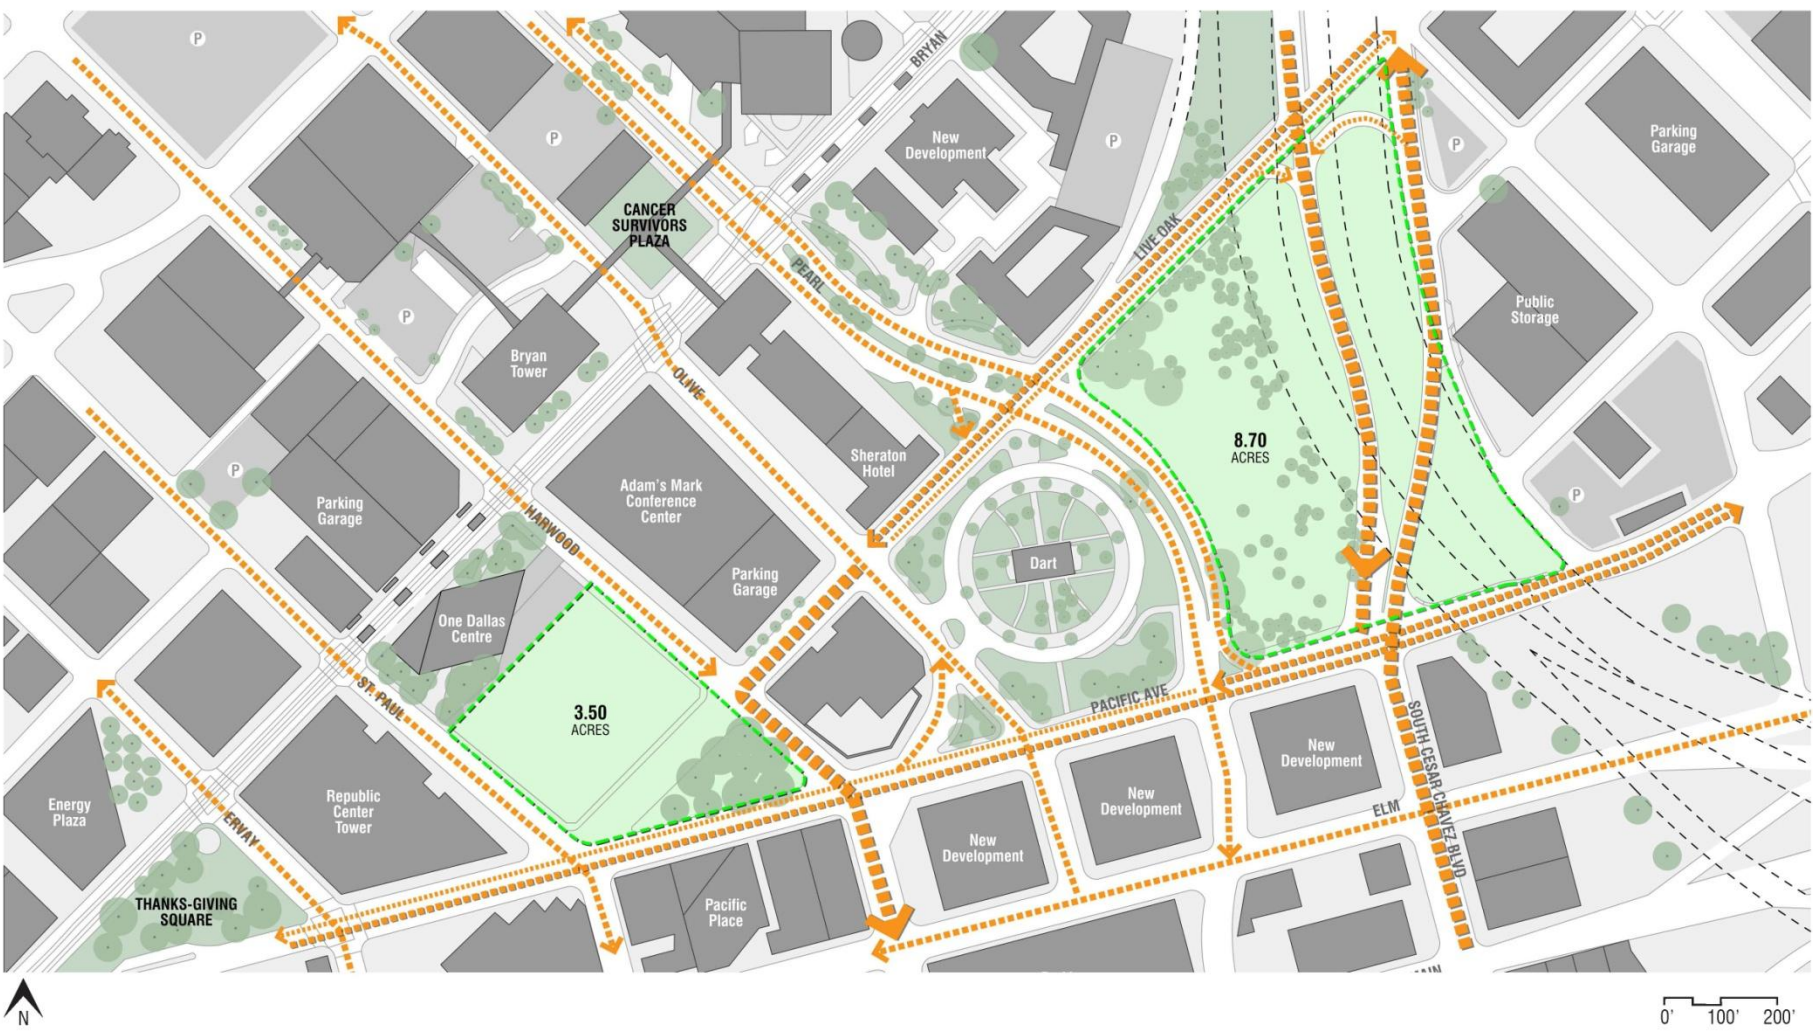 P
BRYAN
New
Development
P
P
P
Parking
Garage
CANCER
SURVIVORS
PLAZA
LIVE OAK
PEARL
P
Public
Storage
Bryan
Tower
OLIVE
8.70
ACRES
Sheraton
Hotel
P
Adam's Mark
Conference
Center
P
Parking
Garage
HARWOOD
Dart
Parking
Garage
One Dallas
Centre
ST. PAUL
3.50
ACRES
PACIFIC AVE
SOUTH CESAR CHAVEZ BLVD
New
Development
Energy
Plaza
Republic
Center
Tower
New
Development
ELM
ERVAY
New
Development
THANKS-GIVING
SQUARE
Pacific
Place
N
0' 100' 200'